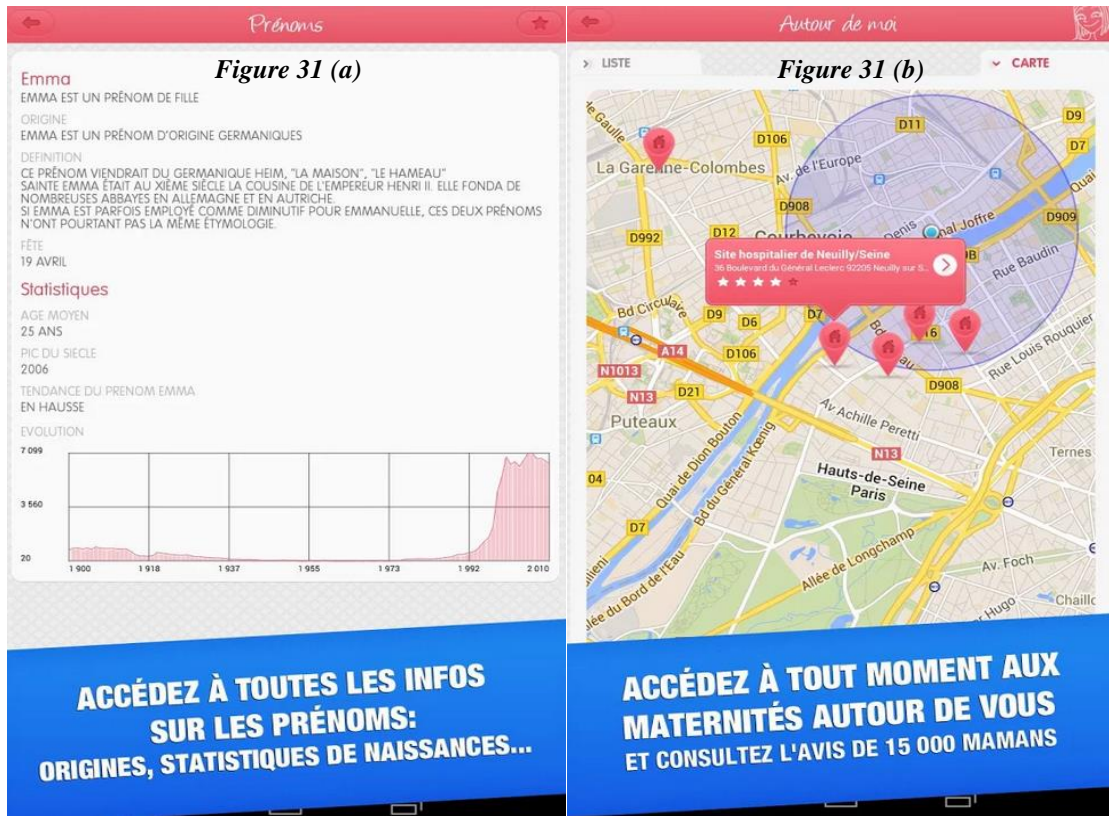 Prénoms
Figure 31 (a)
Emma
EMMA EST UN PRÉNOM DE FILLE
ORIGINE
EMMA EST UN PRÉNOM D'ORIGINE GERMANIQUES
DEFINITION
CE PRÉNOM VIENDRAIT DU GERMANIQUE HEIM, "LA MAISON", "LE HAMEAU"
SAINTE EMMA ÉTAIT AU XIÈME SIÈCLE LA COUSINE DE L'EMPEREUR HENRI II. ELLE FONDA DE
NOMBREUSES ABBAYES EN ALLEMAGNE ET EN AUTRICHE.
SI EMMA EST PARFOIS EMPLOYÉ COMME DIMINUTIF POUR EMMANUELLE, CES DEUX PRÉNOMS
N'ONT POURTANT PAS LA MÊME ÉTYMOLOGIE.
FÊTE
19 AVRIL
Statistiques
AGE MOYEN
25 ANS
PIC DU SIECLE
2006
TENDANCE DU PRENOM EMMA
EN HAUSSE
EVOLUTION
7 099
3 560
20
1 900 1 918 1 937 1 955 1 973 1 992 2 010
ACCÉDEZ À TOUTES LES INFOS
SUR LES PRÉNOMS:
ORIGINES, STATISTIQUES DE NAISSANCES...
Autour de moi
LISTE
Figure 31 (b)
CARTE
de Gaulle
D11
D9
D106
D7
La Garenne-Colombes
Av. de l'Europe
Quai
D908
Denis
nal Joffre
D909
D992
D12
Courbevoie
Rue Baudin
Site hospitalier de Neuilly/Seine
36 Boulevard du Général Leclerc 92205 Neuilly sur S...
Bd Circulaire
D9
D6
D7
16
Rue Louis Rouquier
A14
D106
N1013
N13
D21
D908
Puteaux
Av Achille Peretti
N13
Ternes
Quai de Dion Bouton
Bd du Général Kœnig
Hauts-de-Seine
Paris
04
D7
Allée de Longchamp
Av. Foch
lée du Bord de l'Eau
Hugo
Chaillo
ACCÉDEZ À TOUT MOMENT AUX
MATERNITÉS AUTOUR DE VOUS
ET CONSULTEZ L'AVIS DE 15 000 MAMANS